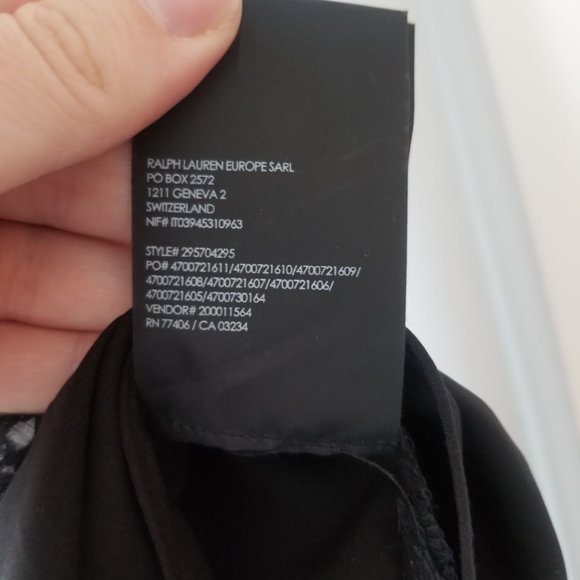 RALPH LAUREN EUROPE SARL
PO BOX 2572
1211 GENEVA 2
SWITZERLAND
NIF# IT03945310963
STYLE# 295704295
PO# 4700721611/4700721610/4700721609/
4700721608/4700721607/4700721606/
4700721605/4700730164
VENDOR# 200011564
RN 77406 / CA 03234